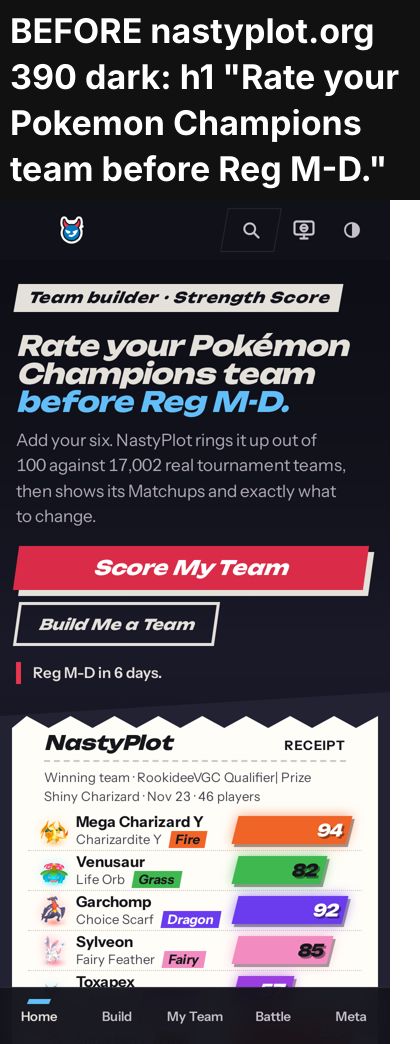 BEFORE nastyplot.org
390 dark: h1 "Rate your
Pokemon Champions
team before Reg M-D."
Team builder · Strength Score
Rate your Pokémon
Champions team
before Reg M-D.
Add your six. NastyPlot rings it up out of
100 against 17,002 real tournament teams,
then shows its Matchups and exactly what
to change.
Score My Team
Build Me a Team
Reg M-D in 6 days.
NastyPlot RECEIPT
Winning team · RookideeVGC Qualifier| Prize
Shiny Charizard · Nov 23 · 46 players
Mega Charizard Y
Charizardite Y Fire 94
Venusaur
Life Orb Grass 82
Garchomp
Choice Scarf Dragon 92
Sylveon
Fairy Feather Fairy 85
Toxapex
Home Build My Team Battle Meta